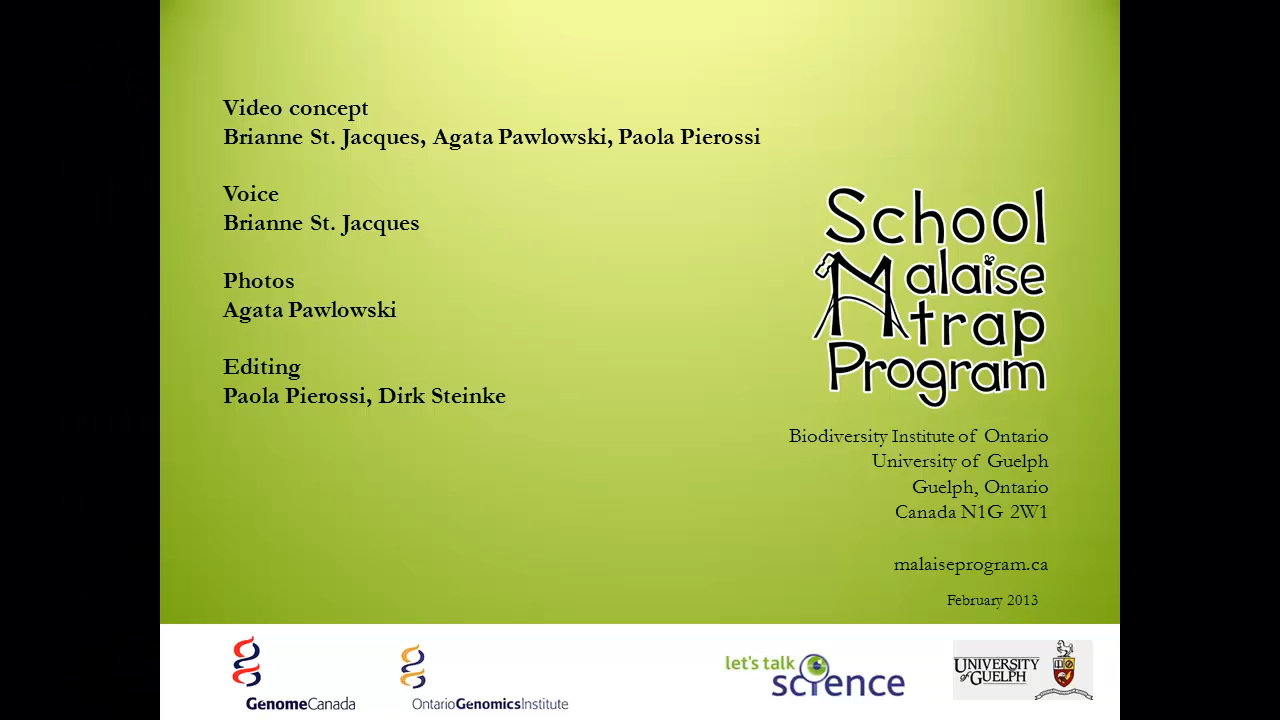 Video concept
Brianne St. Jacques, Agata Pawlowski, Paola Pierossi
Voice
Brianne St. Jacques
Photos
Agata Pawlowski
Editing
Paola Pierossi, Dirk Steinke
School
Malaise
trap
Program
Biodiversity Institute of Ontario
University of Guelph
Guelph, Ontario
Canada N1G 2W1
malaiseprogram.ca
February 2013
GenomeCanada
OntarioGenomicsInstitute
let's talk
science
UNIVERSITY
OF GUELPH